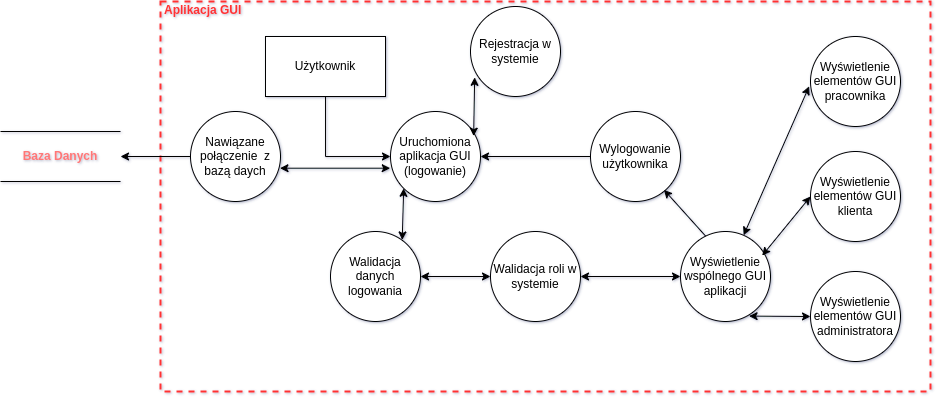 Aplikacja GUI
Użytkownik
Rejestracja w
systemie
Wyświetlenie
elementów GUI
pracownika
Baza Danych
Nawiązane
połączenie z
bazą daych
Uruchomiona
aplikacja GUI
(logowanie)
Wylogowanie
użytkownika
Wyświetlenie
elementów GUI
klienta
Walidacja
danych
logowania
Walidacja roli w
systemie
Wyświetlenie
wspólnego GUI
aplikacji
Wyświetlenie
elementów GUI
administratora